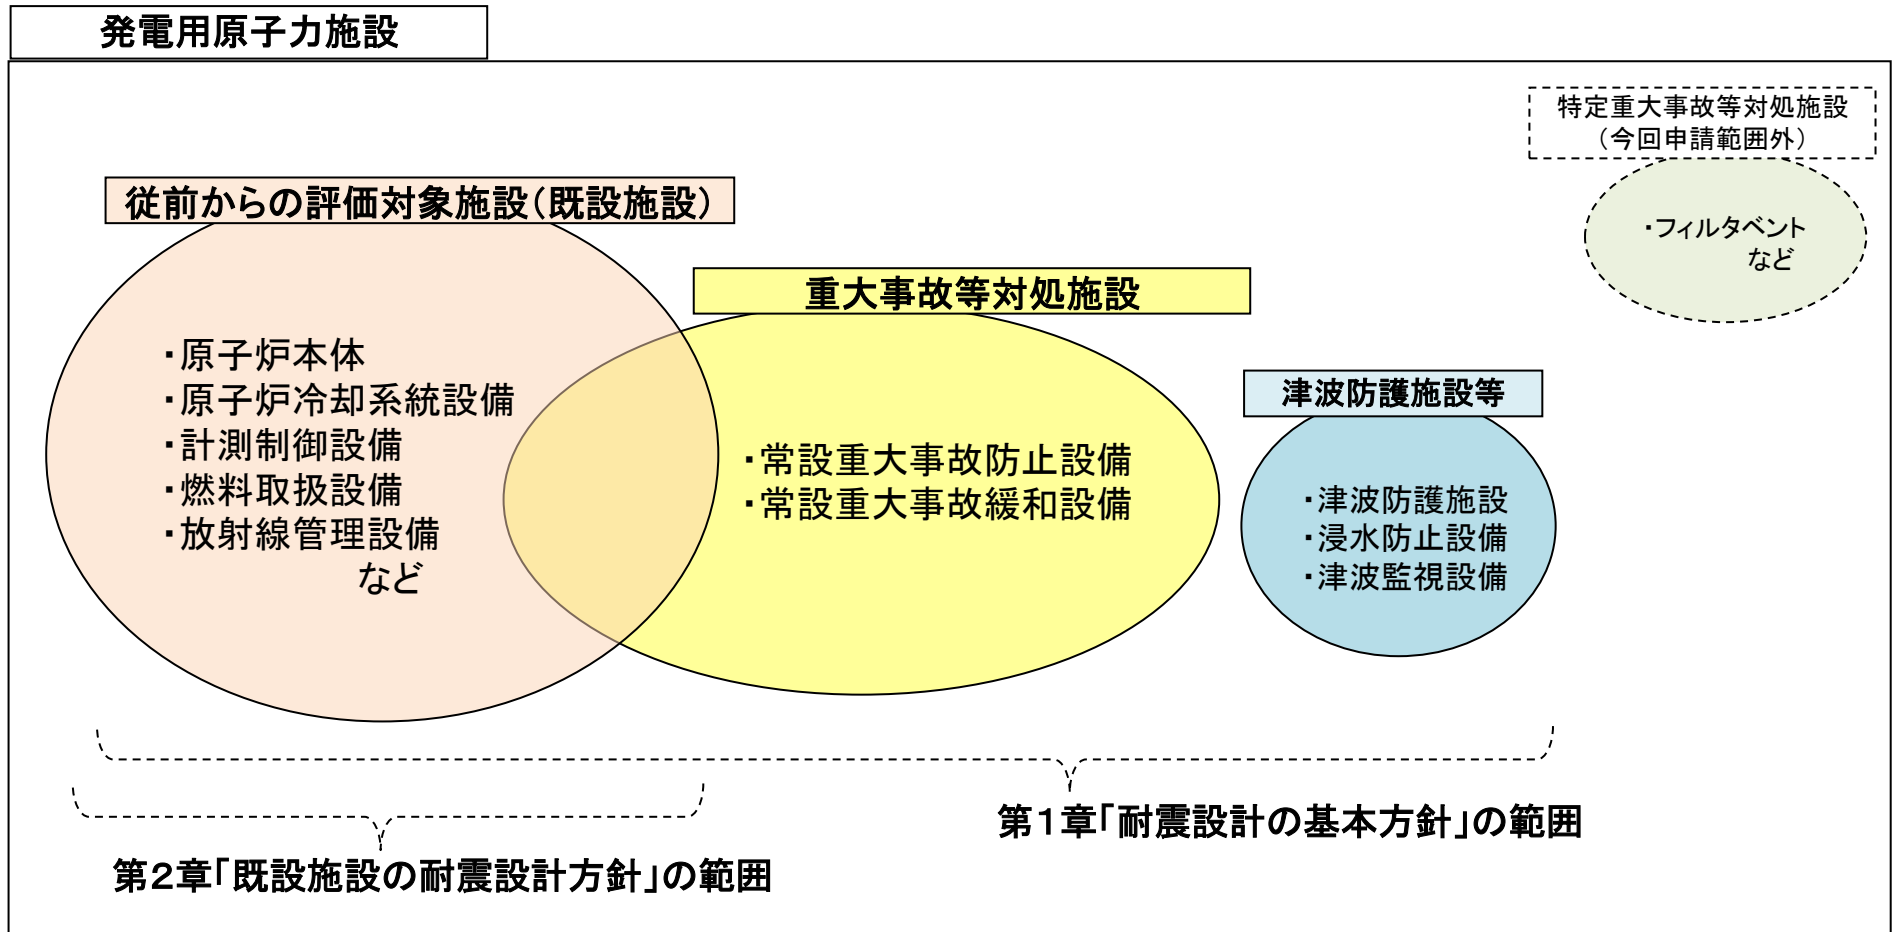 発電用原子力施設
特定重大事故等対処施設
（今回申請範囲外）
・フィルタベント
など
従前からの評価対象施設（既設施設）
・原子炉本体
・原子炉冷却系統設備
・計測制御設備
・燃料取扱設備
・放射線管理設備
など
重大事故等対処施設
・常設重大事故防止設備
・常設重大事故緩和設備
津波防護施設等
・津波防護施設
・浸水防止設備
・津波監視設備
第１章「耐震設計の基本方針」の範囲
第２章「既設施設の耐震設計方針」の範囲